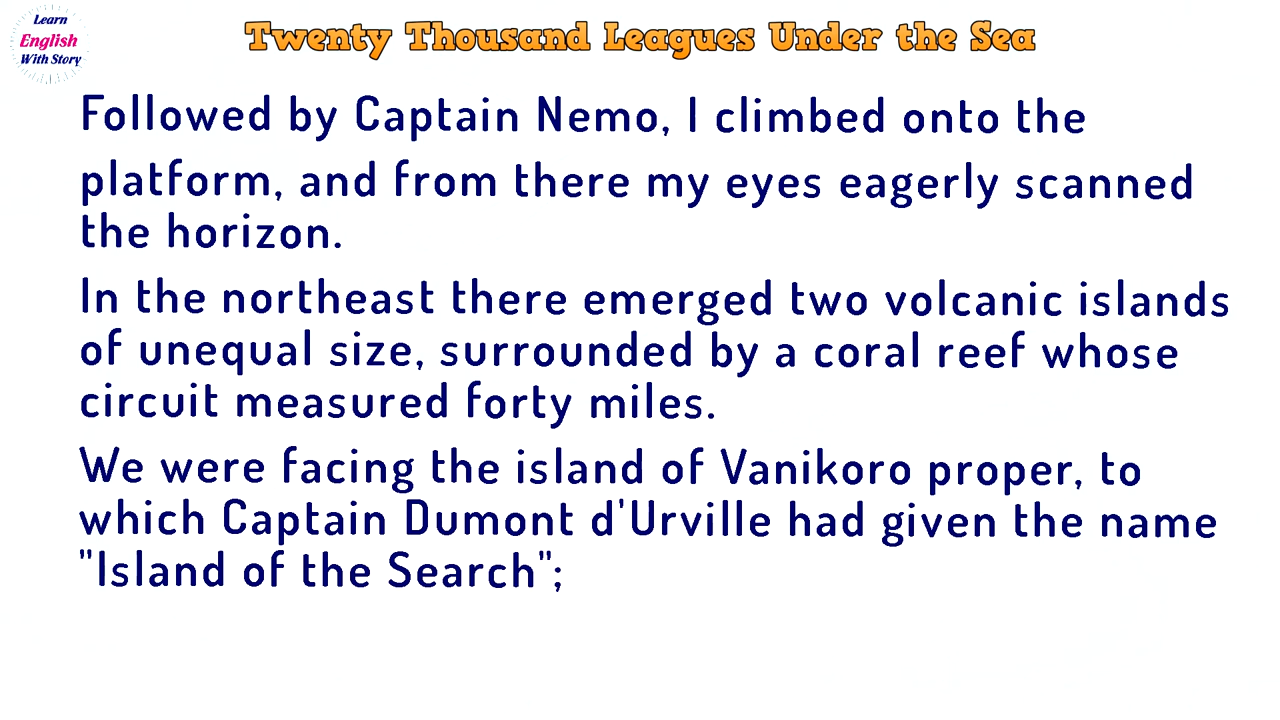 Learn
English
With Story
Twenty Thousand Leagues Under the Sea
Followed by Captain Nemo, I climbed onto the
platform, and from there my eyes eagerly scanned
the horizon.
In the northeast there emerged two volcanic islands
of unequal size, surrounded by a coral reef whose
circuit measured forty miles.
We were facing the island of Vanikoro proper, to
which Captain Dumont d'Urville had given the name
"Island of the Search";